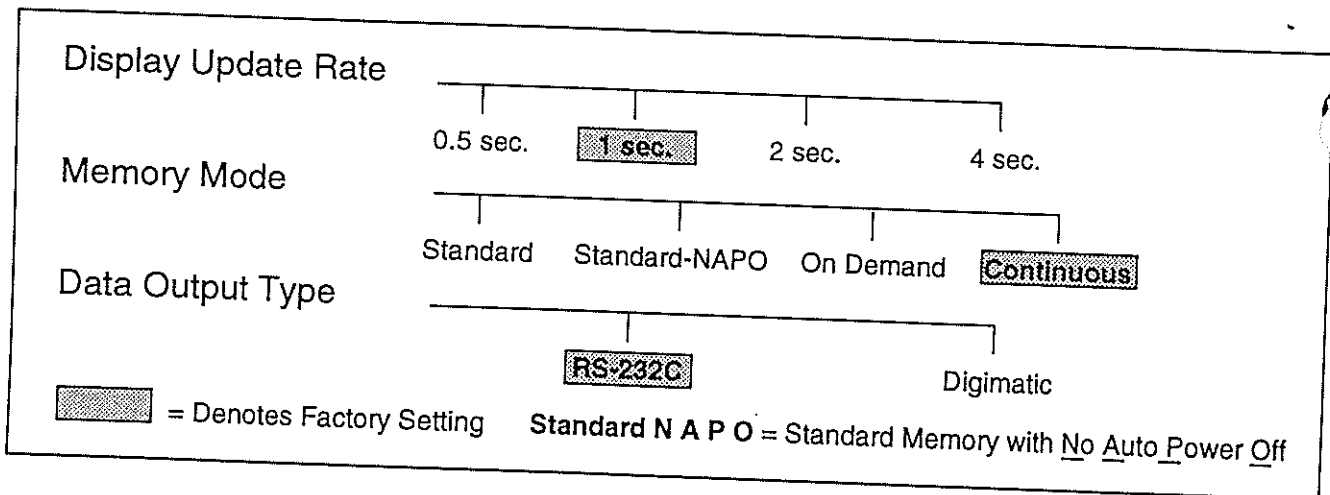 Display Update Rate
0.5 sec. 1 sec. 2 sec. 4 sec.
Memory Mode
Standard Standard-NAPO On Demand Continuous
Data Output Type
RS-232C Digimatic
= Denotes Factory Setting Standard N A P O = Standard Memory with No Auto Power Off